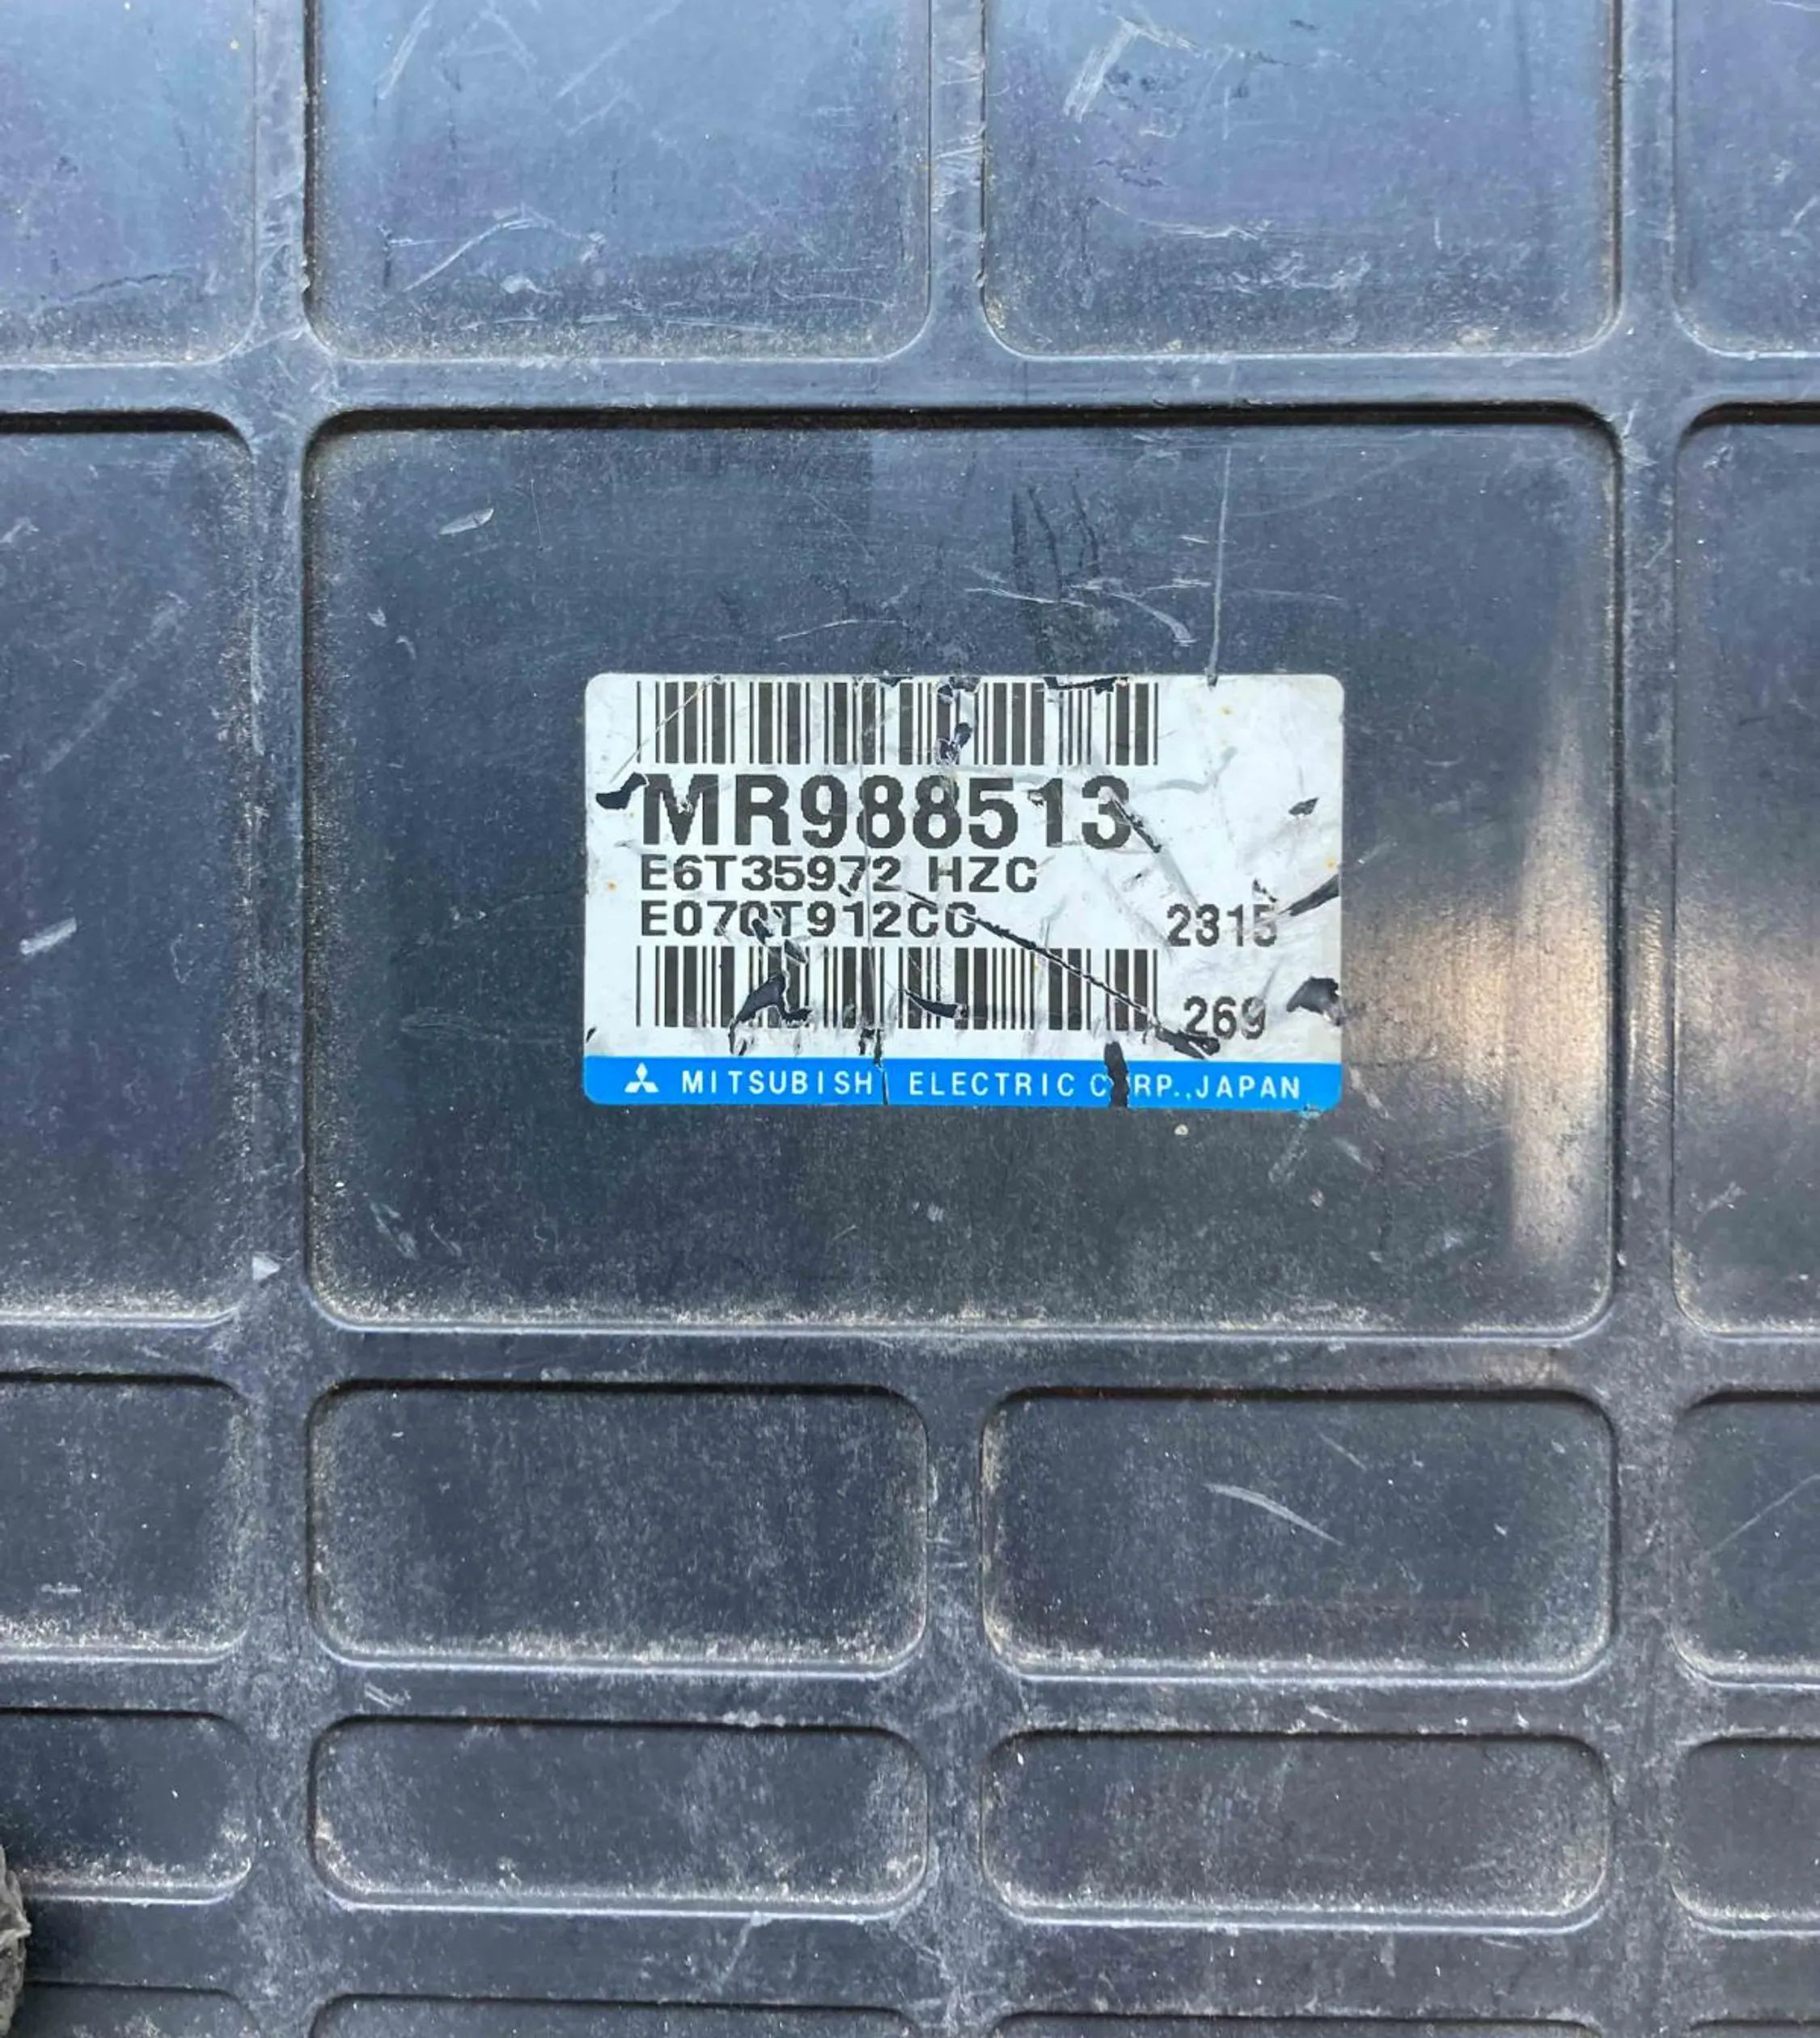 MR988513
E6T35972 HZC
E070T912CC 2315
269
MITSUBISHI ELECTRIC CORP.,JAPAN